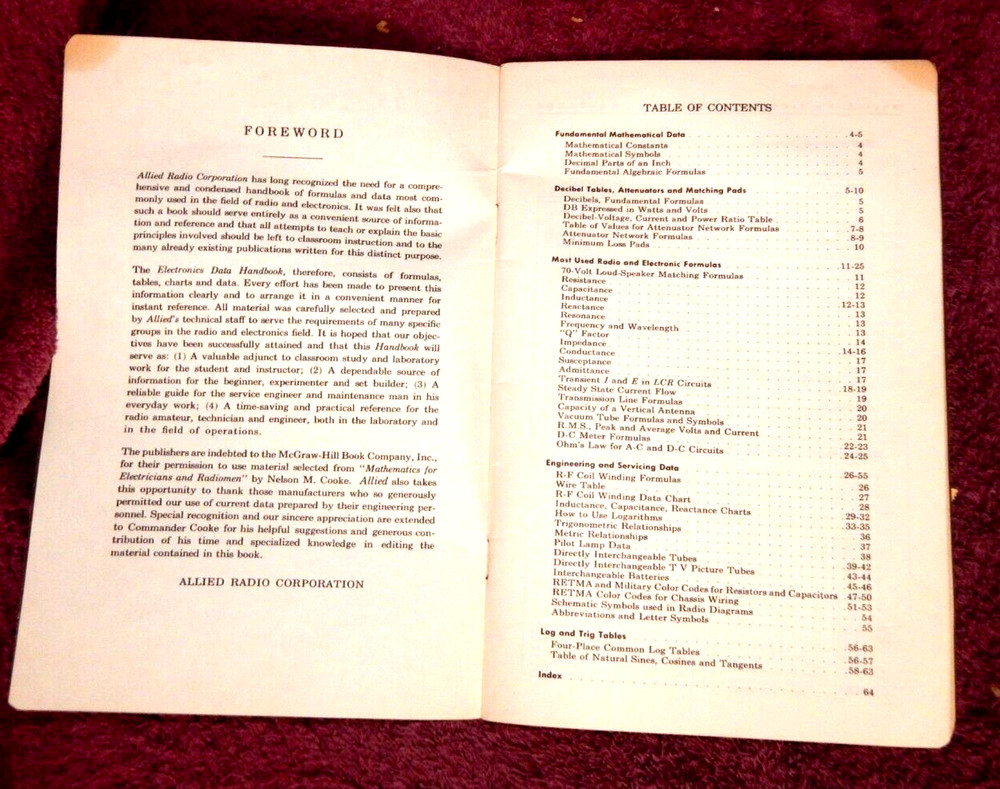 FOREWORD
Allied Radio Corporation has long recognized the need for a compre-
hensive and condensed handbook of formulas and data most com-
monly used in the field of radio and electronics. It was felt also that
such a book should serve entirely as a convenient source of informa-
tion and reference and that all attempts to teach or explain the basic
principles involved should be left to classroom instruction and to the
many already existing publications written for this distinct purpose.
The Electronics Data Handbook, therefore, consists of formulas,
tables, charts and data. Every effort has been made to present this
information clearly and to arrange it in a convenient manner for
instant reference. All material was carefully selected and prepared
by Allied's technical staff to serve the requirements of many specific
groups in the radio and electronics field. It is hoped that our objec-
tives have been successfully attained and that this Handbook will
serve as: (1) A valuable adjunct to classroom study and laboratory
work for the student and instructor; (2) A dependable source of
information for the beginner, experimenter and set builder; (3) A
reliable guide for the service engineer and maintenance man in his
everyday work; (4) A time-saving and practical reference for the
radio amateur, technician and engineer, both in the laboratory and
in the field of operations.
The publishers are indebted to the McGraw-Hill Book Company, Inc.,
for their permission to use material selected from "Mathematics for
Electricians and Radiomen" by Nelson M. Cooke. Allied also takes
this opportunity to thank those manufacturers who so generously
permitted our use of current data prepared by their engineering per-
sonnel. Special recognition and our sincere appreciation are extended
to Commander Cooke for his helpful suggestions and generous con-
tribution of his time and specialized knowledge in editing the
material contained in this book.
ALLIED RADIO CORPORATION
TABLE OF CONTENTS
Fundamental Mathematical Data 4-5
Mathematical Constants 4
Mathematical Symbols 4
Decimal Parts of an Inch 4
Fundamental Algebraic Formulas 5
Decibel Tables, Attenuators and Matching Pads 5-10
Decibels, Fundamental Formulas 5
DB Expressed in Watts and Volts 5
Decibel-Voltage, Current and Power Ratio Table 6
Table of Values for Attenuator Network Formulas 7-8
Attenuator Network Formulas 8-9
Minimum Loss Pads 10
Most Used Radio and Electronic Formulas 11-25
70-Volt Loud-Speaker Matching Formulas 11
Resistance 12
Capacitance 12
Inductance 12-13
Reactance 13
Resonance 13
Frequency and Wavelength 13
"Q" Factor 14
Impedance 14-16
Conductance 17
Susceptance 17
Admittance 17
Transient I and E in LCR Circuits 18-19
Steady State Current Flow 19
Transmission Line Formulas 20
Capacity of a Vertical Antenna 20
Vacuum Tube Formulas and Symbols 21
R.M.S., Peak and Average Volts and Current 21
D-C Meter Formulas 22-23
Ohm's Law for A-C and D-C Circuits 24-25
Engineering and Servicing Data 26-55
R-F Coil Winding Formulas 26
Wire Table 27
R-F Coil Winding Data Chart 28
Inductance, Capacitance, Reactance Charts 29-32
How to Use Logarithms 33-35
Trigonometric Relationships 36
Metric Relationships 37
Pilot Lamp Data 38
Directly Interchangeable Tubes 39-42
Directly Interchangeable T V Picture Tubes 43-44
Interchangeable Batteries 45-46
RETMA and Military Color Codes for Resistors and Capacitors 47-50
RETMA Color Codes for Chassis Wiring 51-53
Schematic Symbols used in Radio Diagrams 54
Abbreviations and Letter Symbols 55
Log and Trig Tables 56-63
Four-Place Common Log Tables 56-57
Table of Natural Sines, Cosines and Tangents 58-63
Index 64